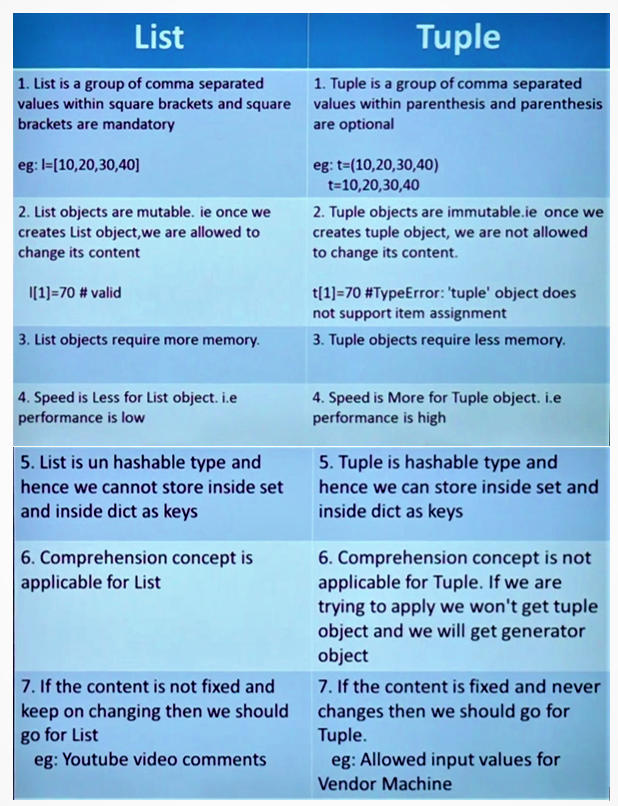 List
Tuple
1. List is a group of comma separated
values within square brackets and square
brackets are mandatory
eg: l=[10,20,30,40]
1. Tuple is a group of comma separated
values within parenthesis and parenthesis
are optional
eg: t=(10,20,30,40)
t=10,20,30,40
2. List objects are mutable. ie once we
creates List object,we are allowed to
change its content
l[1]=70 # valid
2. Tuple objects are immutable.ie once we
creates tuple object, we are not allowed
to change its content.
t[1]=70 #TypeError: 'tuple' object does
not support item assignment
3. List objects require more memory.
3. Tuple objects require less memory.
4. Speed is Less for List object. i.e
performance is low
4. Speed is More for Tuple object. i.e
performance is high
5. List is un hashable type and
hence we cannot store inside set
and inside dict as keys
5. Tuple is hashable type and
hence we can store inside set and
inside dict as keys
6. Comprehension concept is
applicable for List
6. Comprehension concept is not
applicable for Tuple. If we are
trying to apply we won't get tuple
object and we will get generator
object
7. If the content is not fixed and
keep on changing then we should
go for List
eg: Youtube video comments
7. If the content is fixed and never
changes then we should go for
Tuple.
eg: Allowed input values for
Vendor Machine